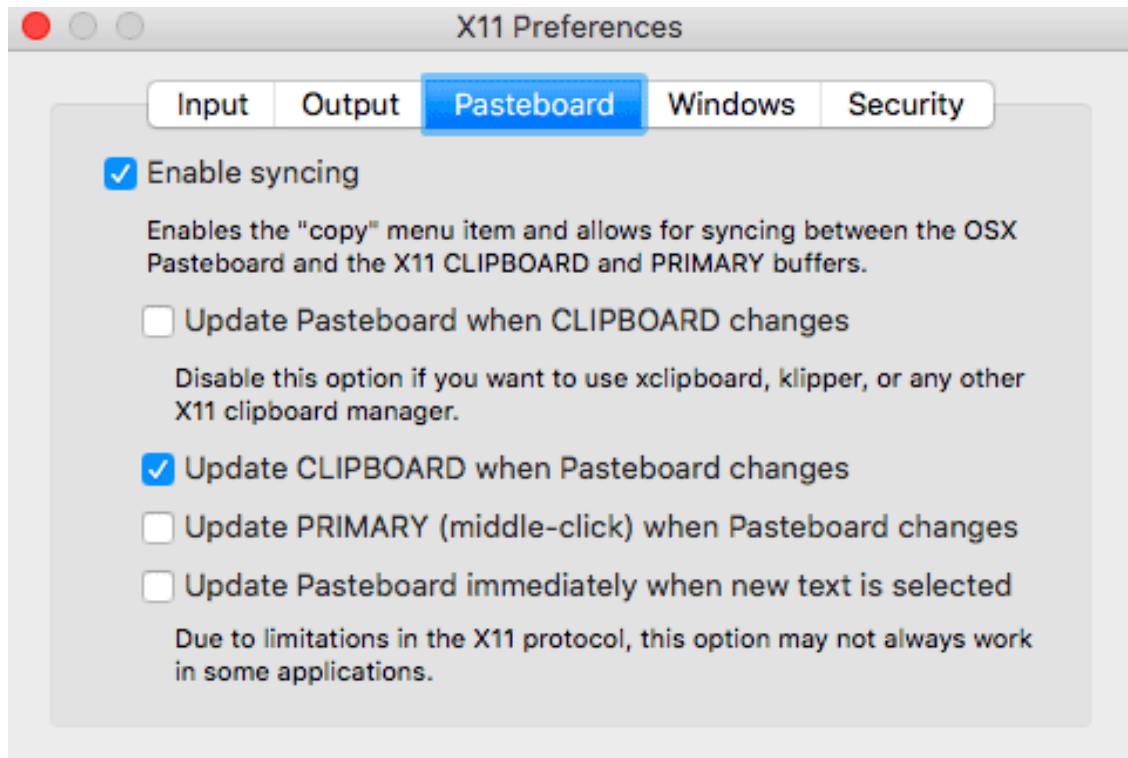 X11 Preferences
Input Output Pasteboard Windows Security
Enable syncing
Enables the "copy" menu item and allows for syncing between the OSX
Pasteboard and the X11 CLIPBOARD and PRIMARY buffers.
Update Pasteboard when CLIPBOARD changes
Disable this option if you want to use xclipboard, klipper, or any other
X11 clipboard manager.
Update CLIPBOARD when Pasteboard changes
Update PRIMARY (middle-click) when Pasteboard changes
Update Pasteboard immediately when new text is selected
Due to limitations in the X11 protocol, this option may not always work
in some applications.